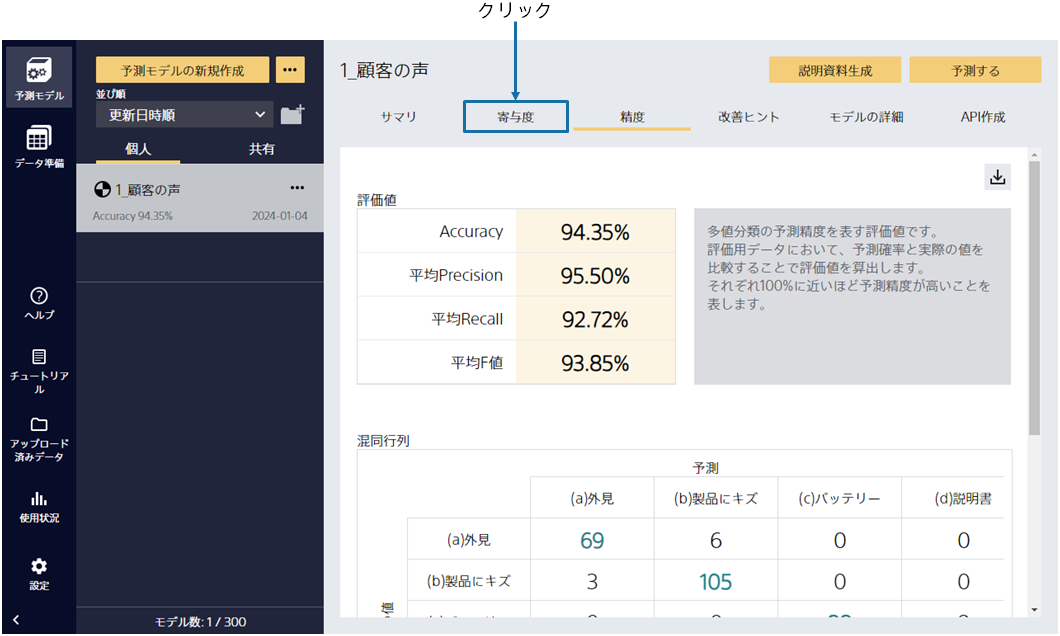 クリック
予測モデル
データ準備
ヘルプ
チュートリア
ル
アップロード
済みデータ
使用状況
設定
予測モデルの新規作成
並び順
更新日時順
個人
共有
1_顧客の声
Accuracy 94.35%
2024-01-04
モデル数: 1 / 300
1_顧客の声
説明資料生成
予測する
サマリ
寄与度
精度
改善ヒント
モデルの詳細
API作成
評価値
Accuracy 94.35%
平均Precision 95.50%
平均Recall 92.72%
平均F値 93.85%
多値分類の予測精度を表す評価値です。
評価用データにおいて、予測確率と実際の値を
比較することで評価値を算出します。
それぞれ100%に近いほど予測精度が高いことを
表します。
混同行列
予測
(a)外見 (b)製品にキズ (c)バッテリー (d)説明書
(a)外見 69 6 0 0
(b)製品にキズ 3 105 0 0